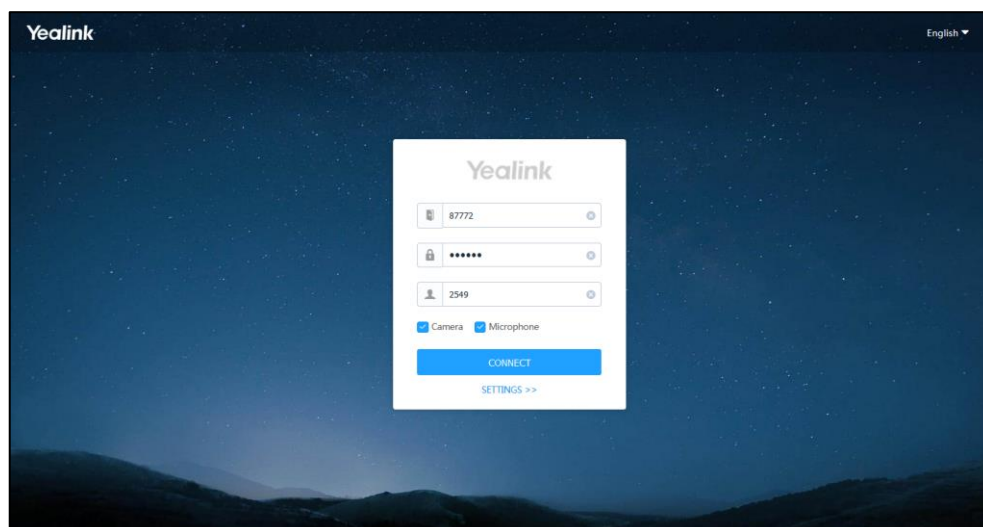 Yealink
English
Yealink
87772
••••••
2549
Camera Microphone
CONNECT
SETTINGS >>